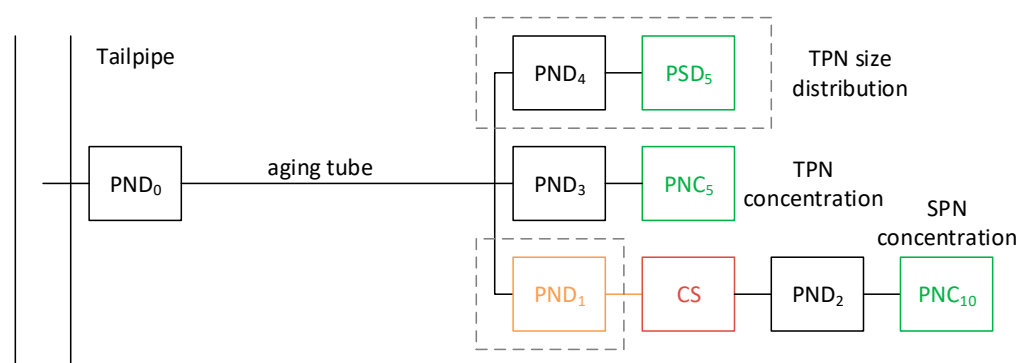 Tailpipe
PND₀
aging tube
PND₄
PSD₅
TPN size
distribution
PND₃
PNC₅
TPN
concentration
SPN
concentration
PND₁
CS
PND₂
PNC₁₀